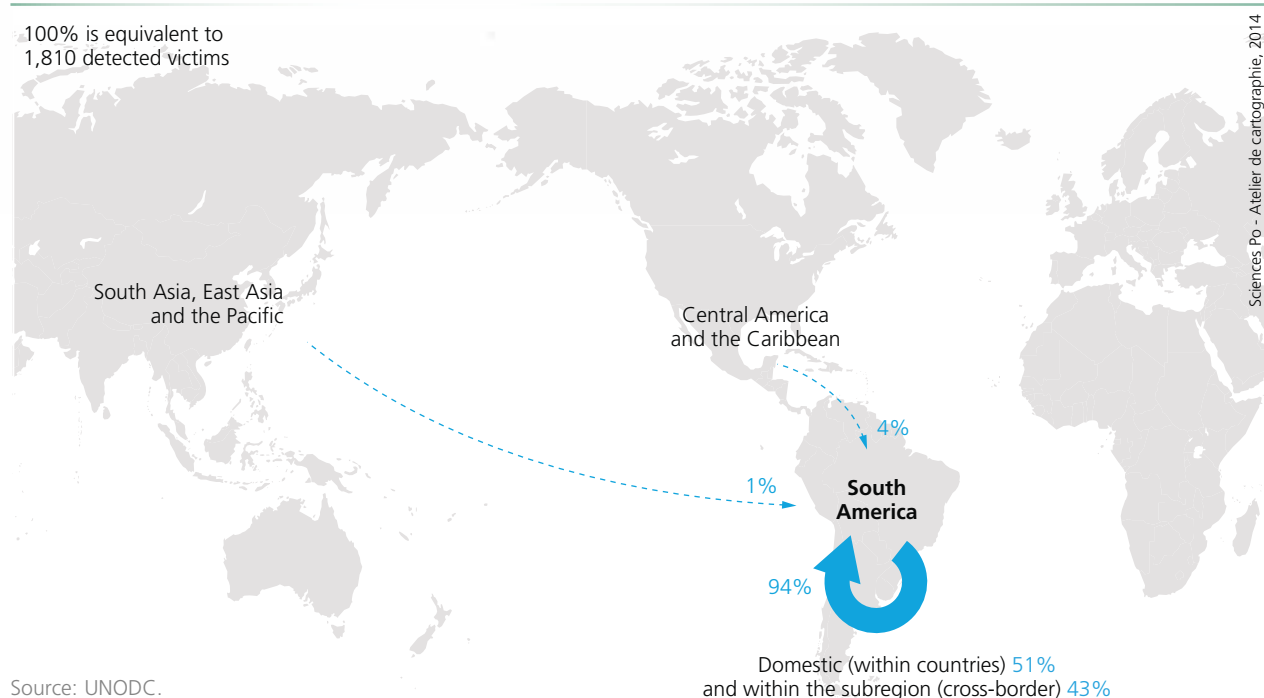 100% is equivalent to
1,810 detected victims
Sciences Po - Atelier de cartographie, 2014
South Asia, East Asia
and the Pacific
Central America
and the Caribbean
4%
1%
South
America
94%
Domestic (within countries) 51%
and within the subregion (cross-border) 43%
Source: UNODC.